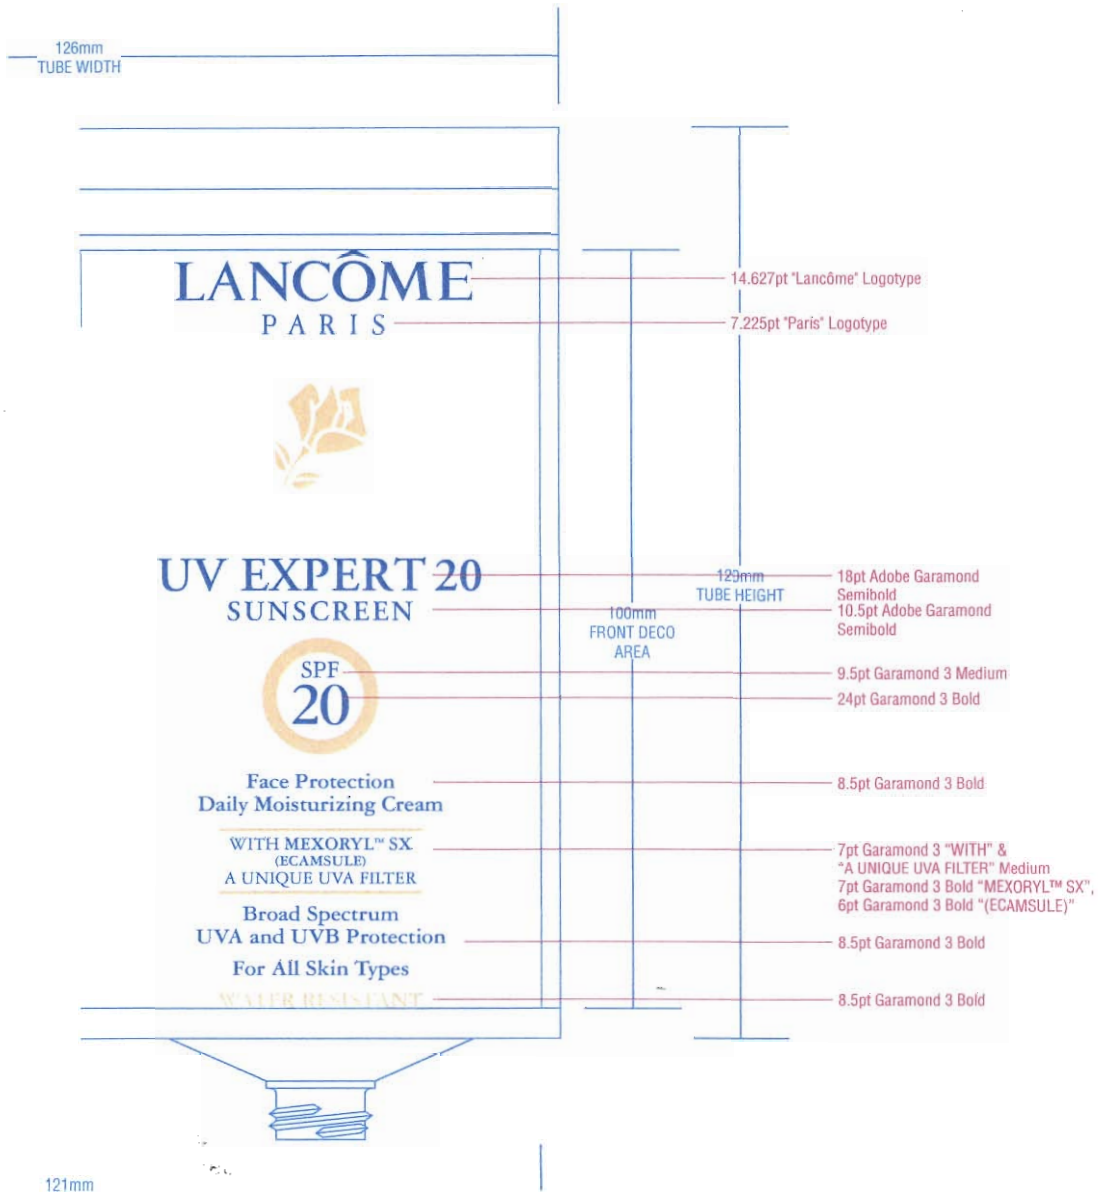 126mm
TUBE WIDTH
LANCÔME
PARIS
14.627pt "Lancôme" Logotype
7.225pt "Paris" Logotype
UV EXPERT 20
SUNSCREEN
SPF
20
Face Protection
Daily Moisturizing Cream
WITH MEXORYL™ SX
(ECAMSULE)
A UNIQUE UVA FILTER
Broad Spectrum
UVA and UVB Protection
For All Skin Types
WATER RESISTANT
100mm
FRONT DECO
AREA
129mm
TUBE HEIGHT
18pt Adobe Garamond
Semibold
10.5pt Adobe Garamond
Semibold
9.5pt Garamond 3 Medium
24pt Garamond 3 Bold
8.5pt Garamond 3 Bold
7pt Garamond 3 “WITH” &
“A UNIQUE UVA FILTER” Medium
7pt Garamond 3 Bold “MEXORYL™ SX”,
6pt Garamond 3 Bold “(ECAMSULE)”
8.5pt Garamond 3 Bold
8.5pt Garamond 3 Bold
121mm